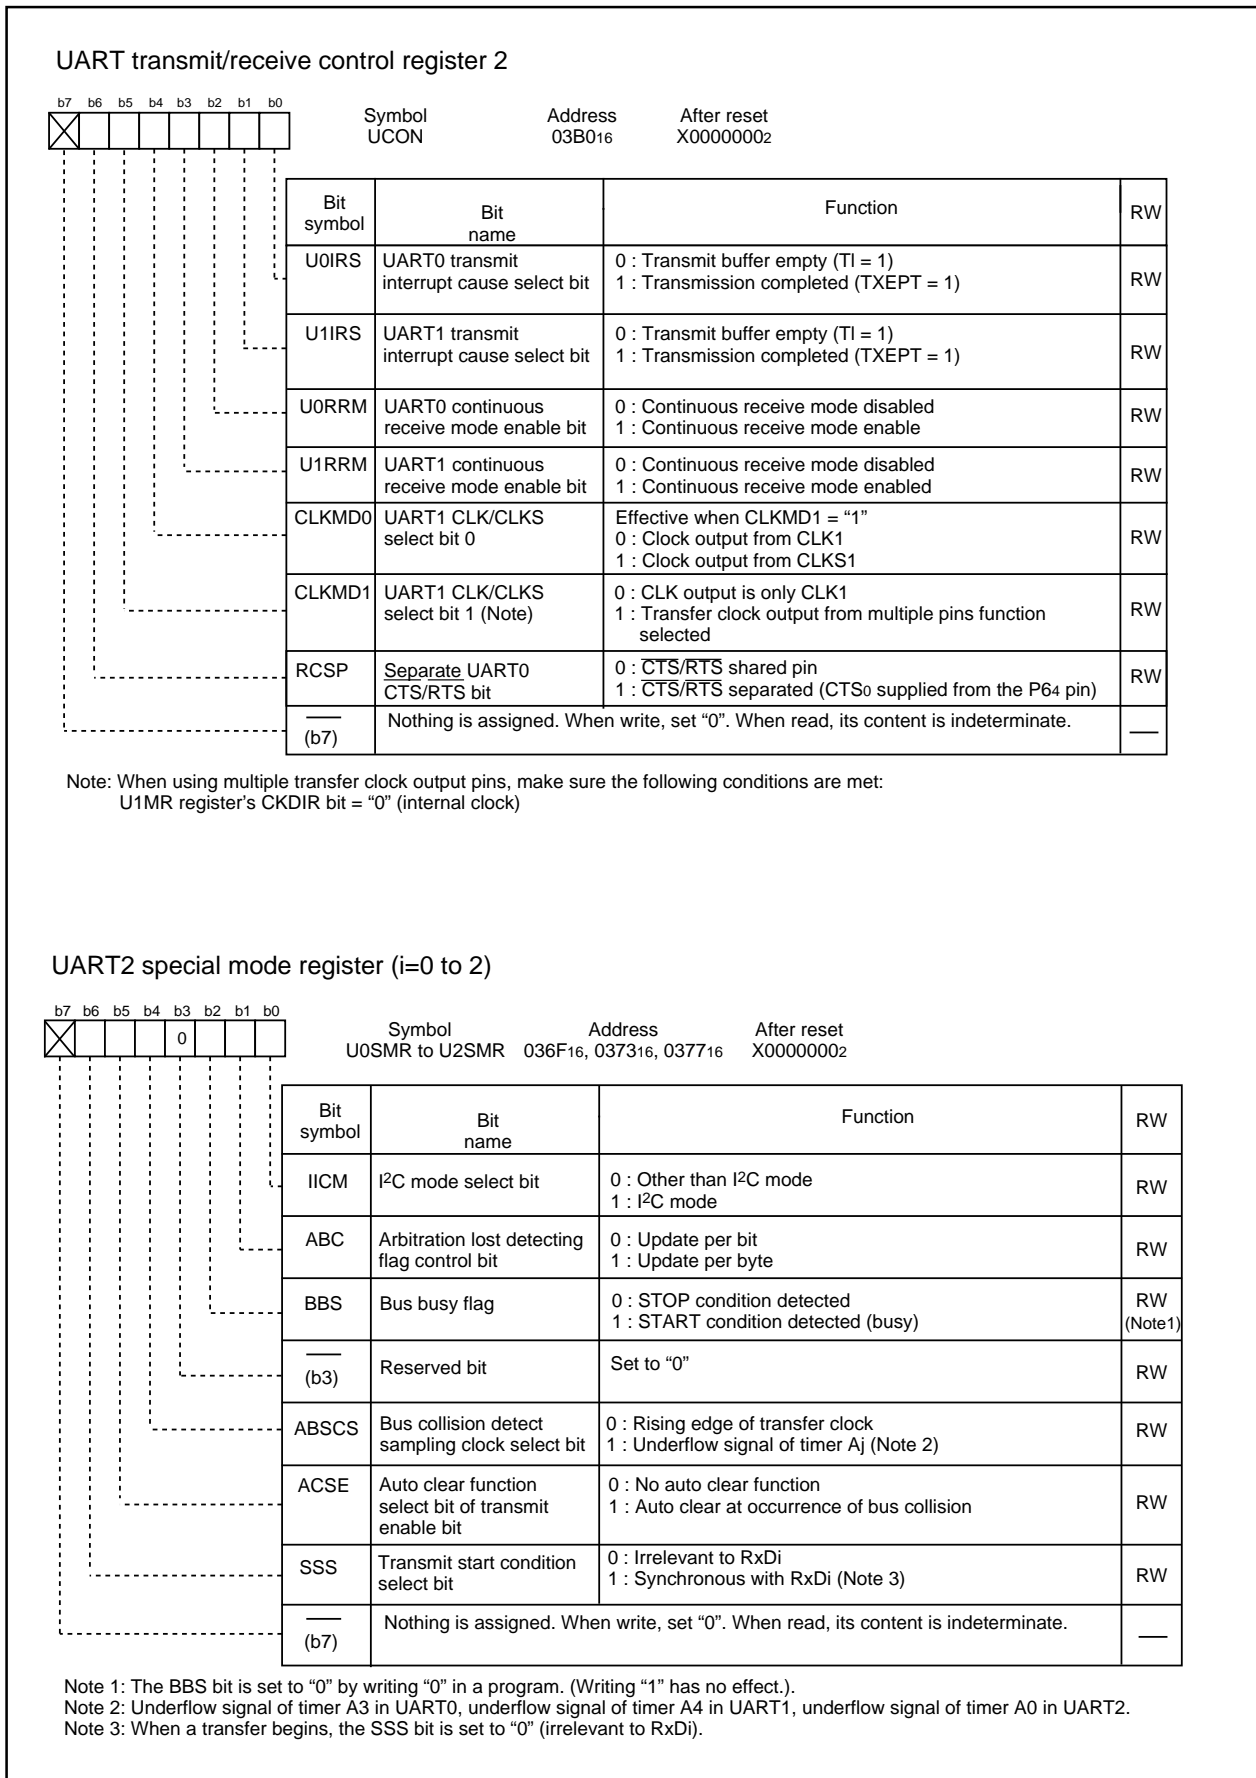 UART transmit/receive control register 2
b7 b6 b5 b4 b3 b2 b1 b0
Symbol Address After reset
UCON 03B016 X00000002
Bit symbol Bit name Function RW
U0IRS UART0 transmit interrupt cause select bit 0 : Transmit buffer empty (TI = 1) RW
1 : Transmission completed (TXEPT = 1)
U1IRS UART1 transmit interrupt cause select bit 0 : Transmit buffer empty (TI = 1) RW
1 : Transmission completed (TXEPT = 1)
U0RRM UART0 continuous receive mode enable bit 0 : Continuous receive mode disabled RW
1 : Continuous receive mode enable
U1RRM UART1 continuous receive mode enable bit 0 : Continuous receive mode disabled RW
1 : Continuous receive mode enabled
CLKMD0 UART1 CLK/CLKS select bit 0 Effective when CLKMD1 = “1” RW
0 : Clock output from CLK1
1 : Clock output from CLKS1
CLKMD1 UART1 CLK/CLKS select bit 1 (Note) 0 : CLK output is only CLK1 RW
1 : Transfer clock output from multiple pins function
selected
RCSP Separate UART0 CTS/RTS bit 0 : CTS/RTS shared pin RW
1 : CTS/RTS separated (CTS0 supplied from the P64 pin)
(b7) Nothing is assigned. When write, set “0”. When read, its content is indeterminate.
Note: When using multiple transfer clock output pins, make sure the following conditions are met:
U1MR register's CKDIR bit = “0” (internal clock)
UART2 special mode register (i=0 to 2)
b7 b6 b5 b4 b3 b2 b1 b0
0
Symbol Address After reset
U0SMR to U2SMR 036F16, 037316, 037716 X00000002
Bit symbol Bit name Function RW
IICM I2C mode select bit 0 : Other than I2C mode RW
1 : I2C mode
ABC Arbitration lost detecting flag control bit 0 : Update per bit RW
1 : Update per byte
BBS Bus busy flag 0 : STOP condition detected RW
1 : START condition detected (busy) (Note1)
(b3) Reserved bit Set to “0” RW
ABSCS Bus collision detect sampling clock select bit 0 : Rising edge of transfer clock RW
1 : Underflow signal of timer Aj (Note 2)
ACSE Auto clear function select bit of transmit enable bit 0 : No auto clear function RW
1 : Auto clear at occurrence of bus collision
SSS Transmit start condition select bit 0 : Irrelevant to RxDi RW
1 : Synchronous with RxDi (Note 3)
(b7) Nothing is assigned. When write, set “0”. When read, its content is indeterminate.
Note 1: The BBS bit is set to “0” by writing “0” in a program. (Writing “1” has no effect.).
Note 2: Underflow signal of timer A3 in UART0, underflow signal of timer A4 in UART1, underflow signal of timer A0 in UART2.
Note 3: When a transfer begins, the SSS bit is set to “0” (irrelevant to RxDi).